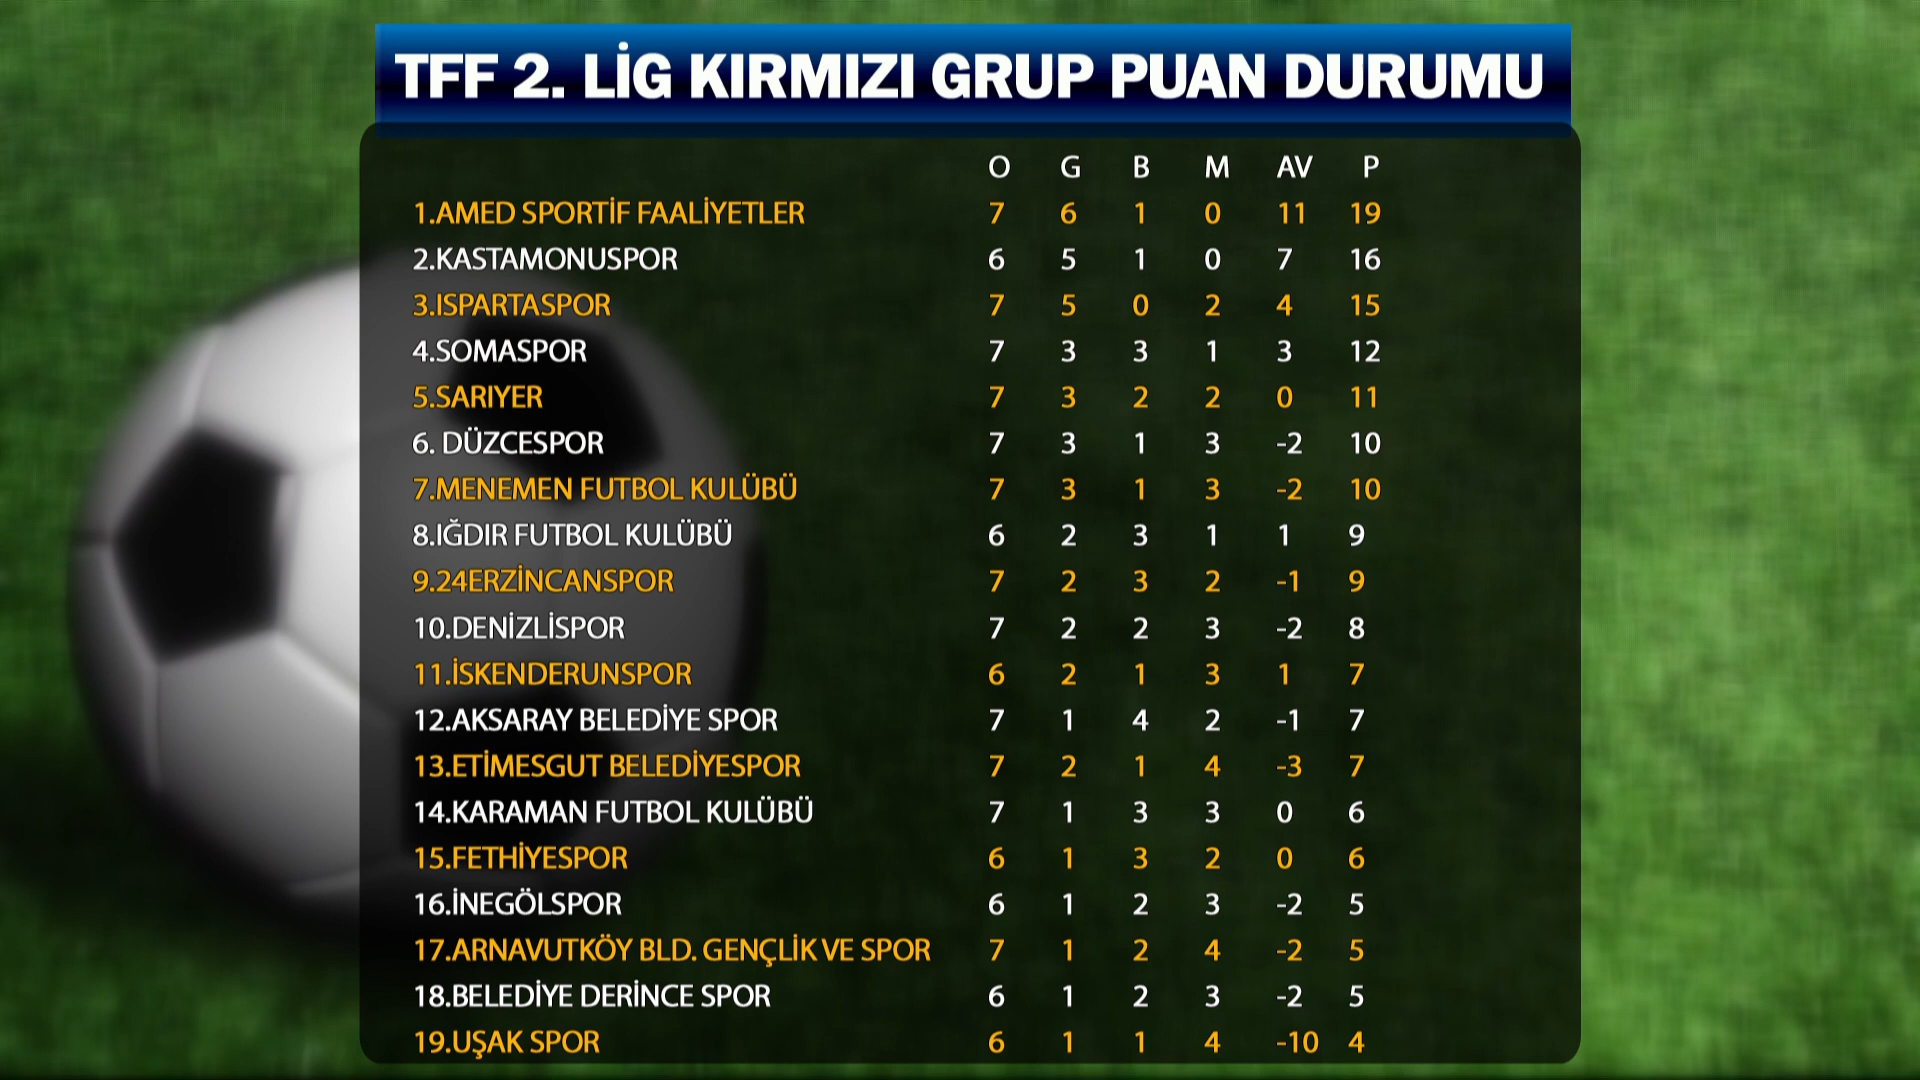 TFF 2. LİG KIRMIZI GRUP PUAN DURUMU
O G B M AV P
1.AMED SPORTİF FAALİYETLER 7 6 1 0 11 19
2.KASTAMONUSPOR 6 5 1 0 7 16
3.ISPARTASPOR 7 5 0 2 4 15
4.SOMASPOR 7 3 3 1 3 12
5.SARIYER 7 3 2 2 0 11
6. DÜZCESPOR 7 3 1 3 -2 10
7.MENEMEN FUTBOL KULÜBÜ 7 3 1 3 -2 10
8.IĞDIR FUTBOL KULÜBÜ 6 2 3 1 1 9
9.24ERZİNCANSPOR 7 2 3 2 -1 9
10.DENİZLİSPOR 7 2 2 3 -2 8
11.İSKENDERUNSPOR 6 2 1 3 1 7
12.AKSARAY BELEDİYE SPOR 7 1 4 2 -1 7
13.ETİMESGUT BELEDİYESPOR 7 2 1 4 -3 7
14.KARAMAN FUTBOL KULÜBÜ 7 1 3 3 0 6
15.FETHİYESPOR 6 1 3 2 0 6
16.İNEGÖLSPOR 6 1 2 3 -2 5
17.ARNAVUTKÖY BLD. GENÇLİK VE SPOR 7 1 2 4 -2 5
18.BELEDİYE DERİNCE SPOR 6 1 2 3 -2 5
19.UŞAK SPOR 6 1 1 4 -10 4